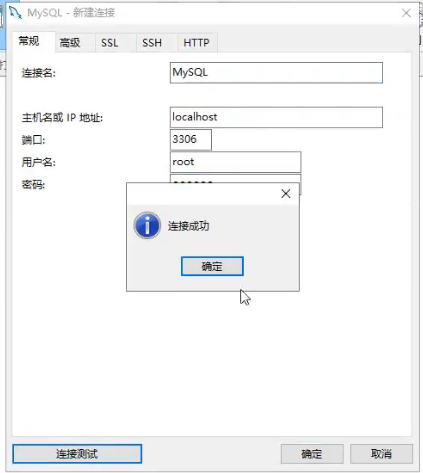 MySQL - 新建连接
常规 高级 SSL SSH HTTP
连接名: MySQL
主机名或 IP 地址: localhost
端口: 3306
用户名: root
密码:
连接成功
确定
连接测试 确定 取消